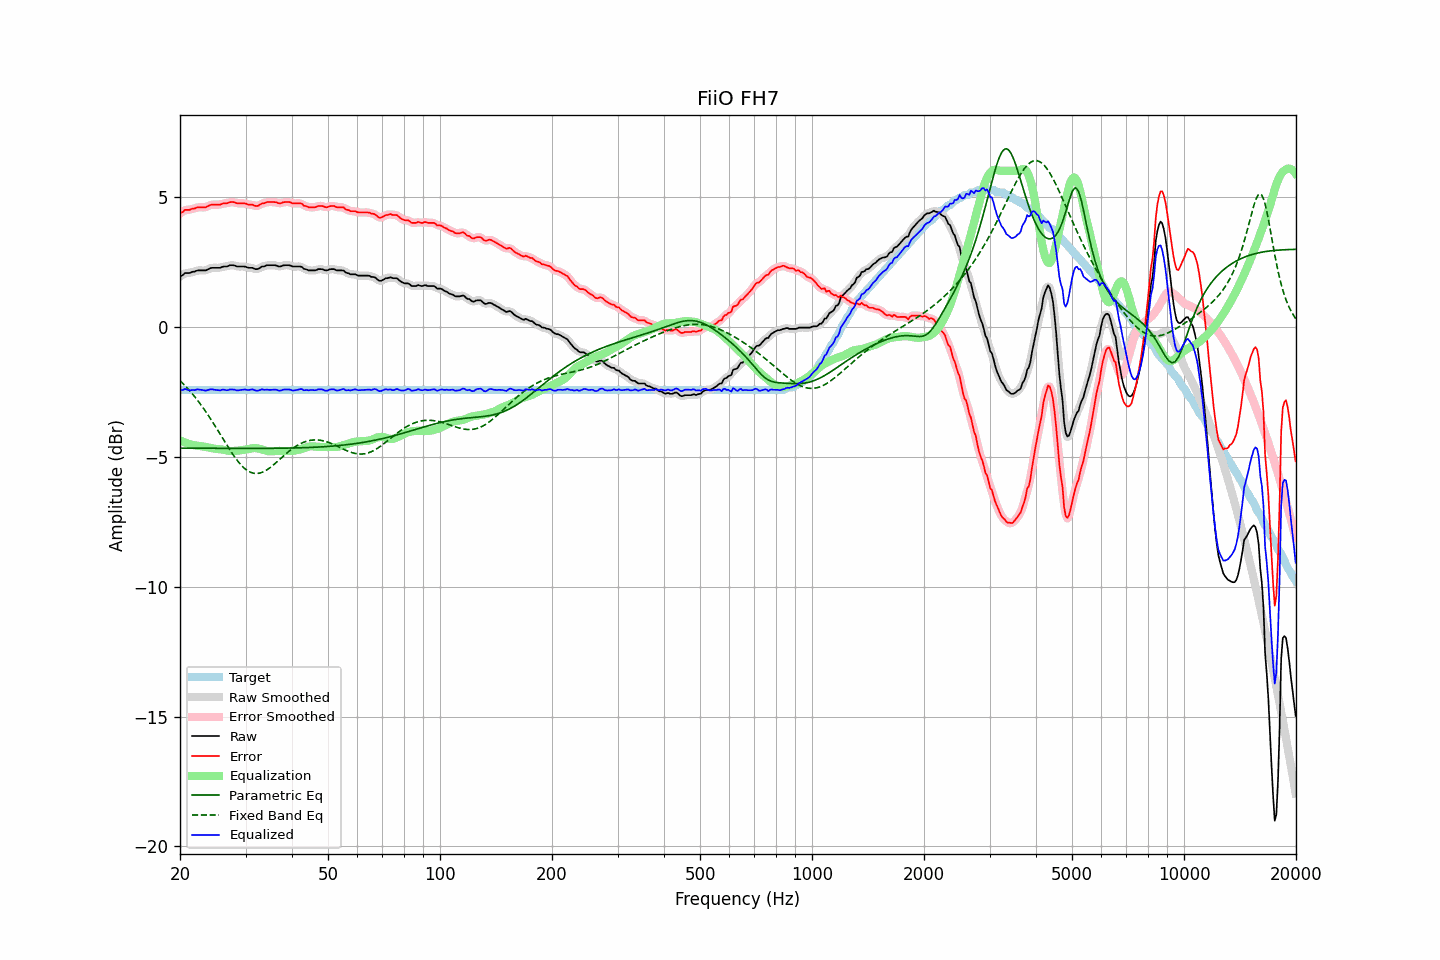 FiiO FH7
Amplitude (dBr)
5
0
−5
−10
−15
−20
Target
Raw Smoothed
Error Smoothed
Raw
Error
Equalization
Parametric Eq
Fixed Band Eq
Equalized
20 50 100 200 500 1000 2000 5000 10000 20000
Frequency (Hz)